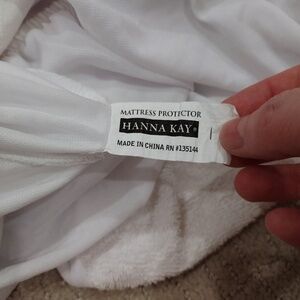 MATTRESS PROTECTOR
HANNA KAY®
MADE IN CHINA RN #135144